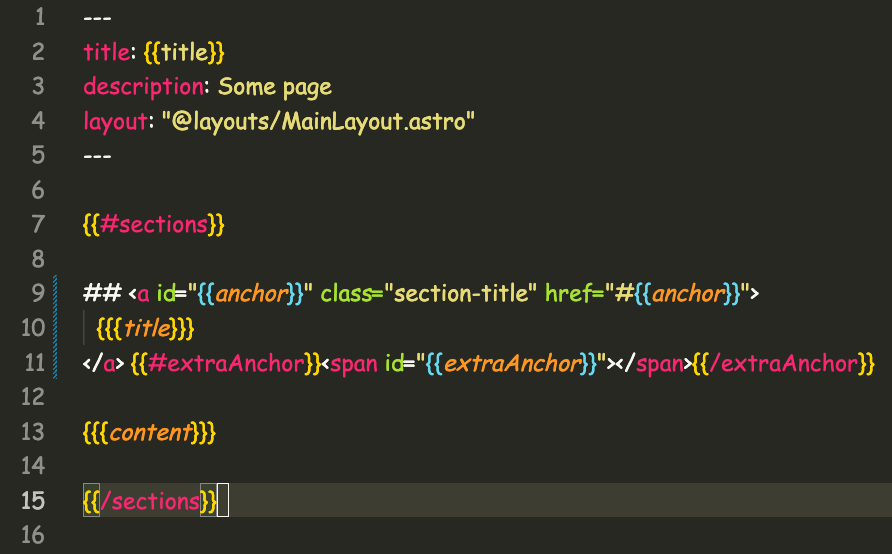 1 ---
2 title: {{title}}
3 description: Some page
4 layout: "@layouts/MainLayout.astro"
5 ---
6
7 {{#sections}}
8
9 ## <a id="{{anchor}}" class="section-title" href="#{{anchor}}">
10   {{{title}}}
11 </a> {{#extraAnchor}}<span id="{{extraAnchor}}"></span>{{/extraAnchor}}
12
13 {{{content}}}
14
15 {{/sections}}
16